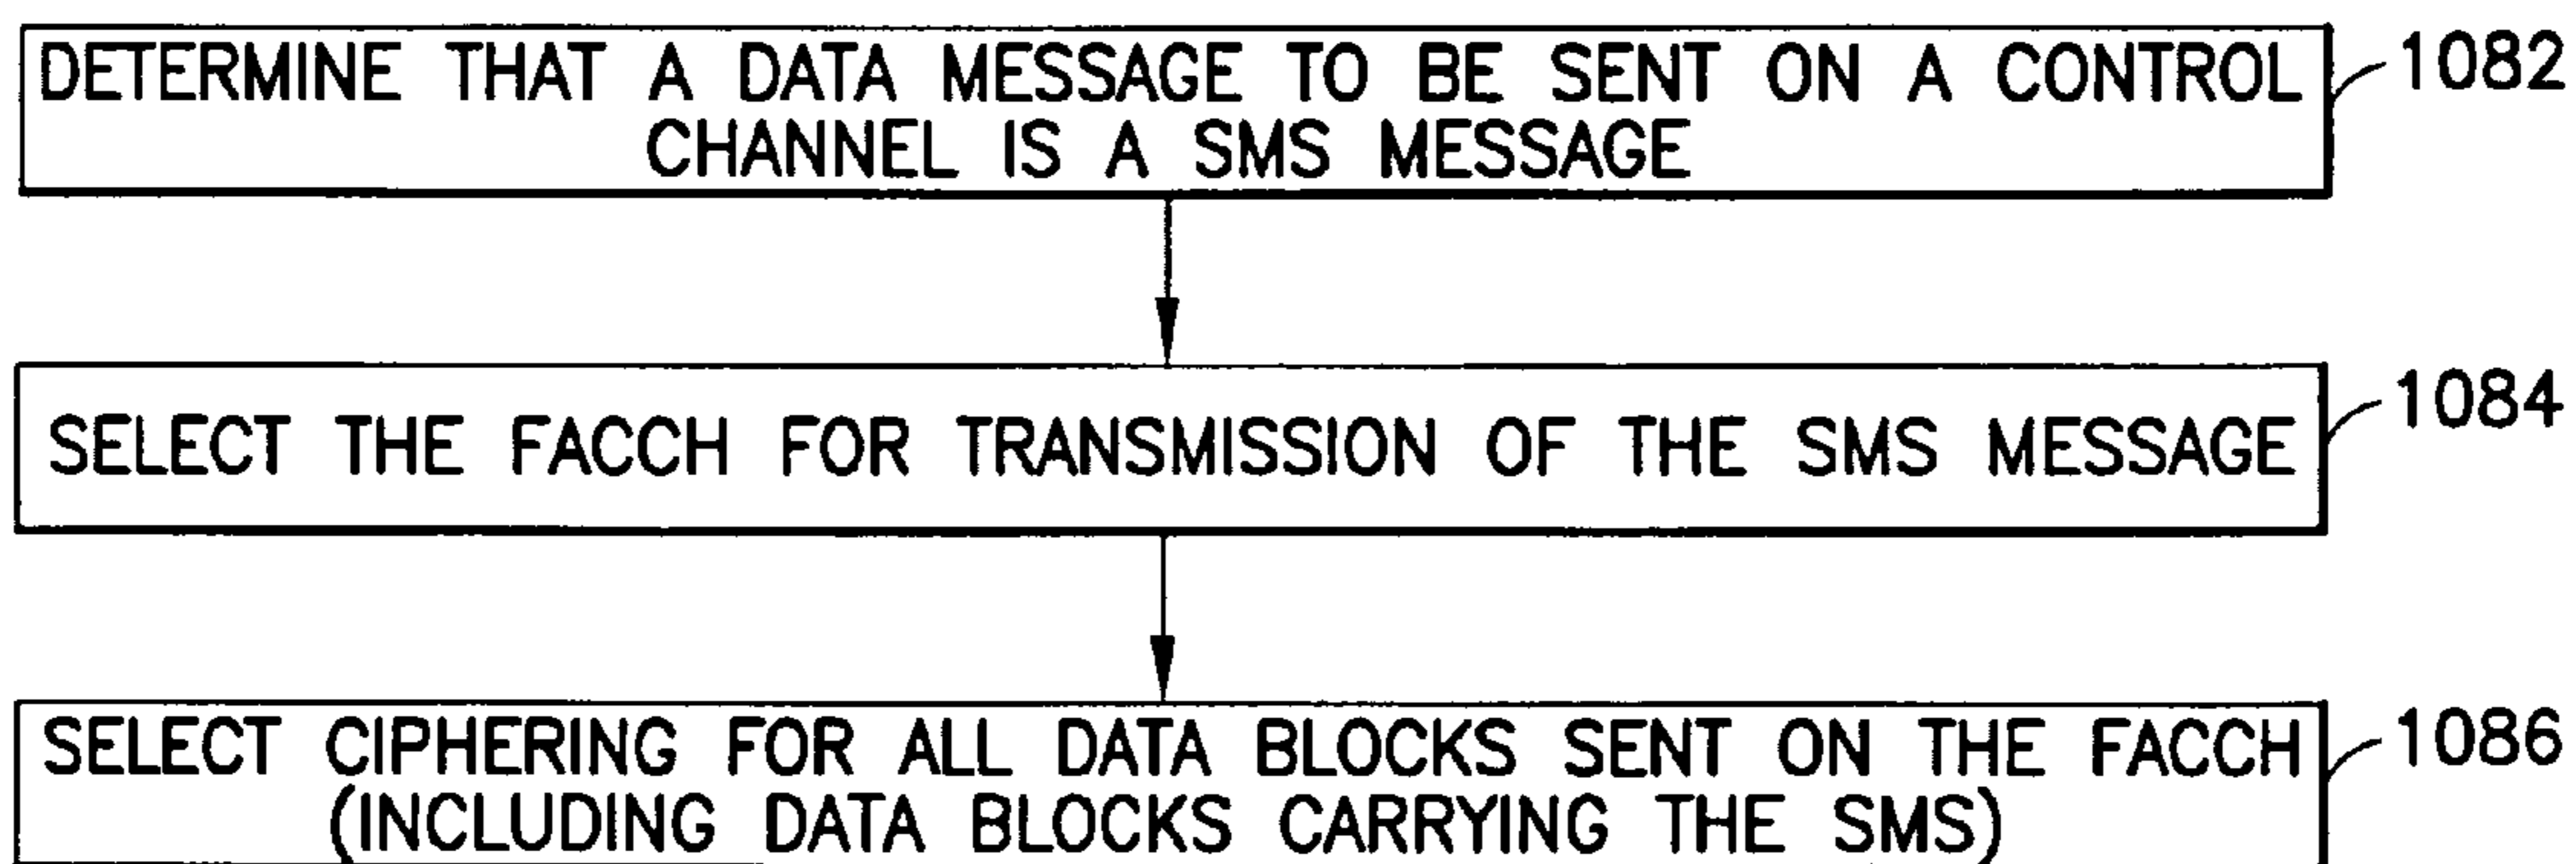 DETERMINE THAT A DATA MESSAGE TO BE SENT ON A CONTROL
CHANNEL IS A SMS MESSAGE
1082
SELECT THE FACCH FOR TRANSMISSION OF THE SMS MESSAGE
1084
SELECT CIPHERING FOR ALL DATA BLOCKS SENT ON THE FACCH
(INCLUDING DATA BLOCKS CARRYING THE SMS)
1086